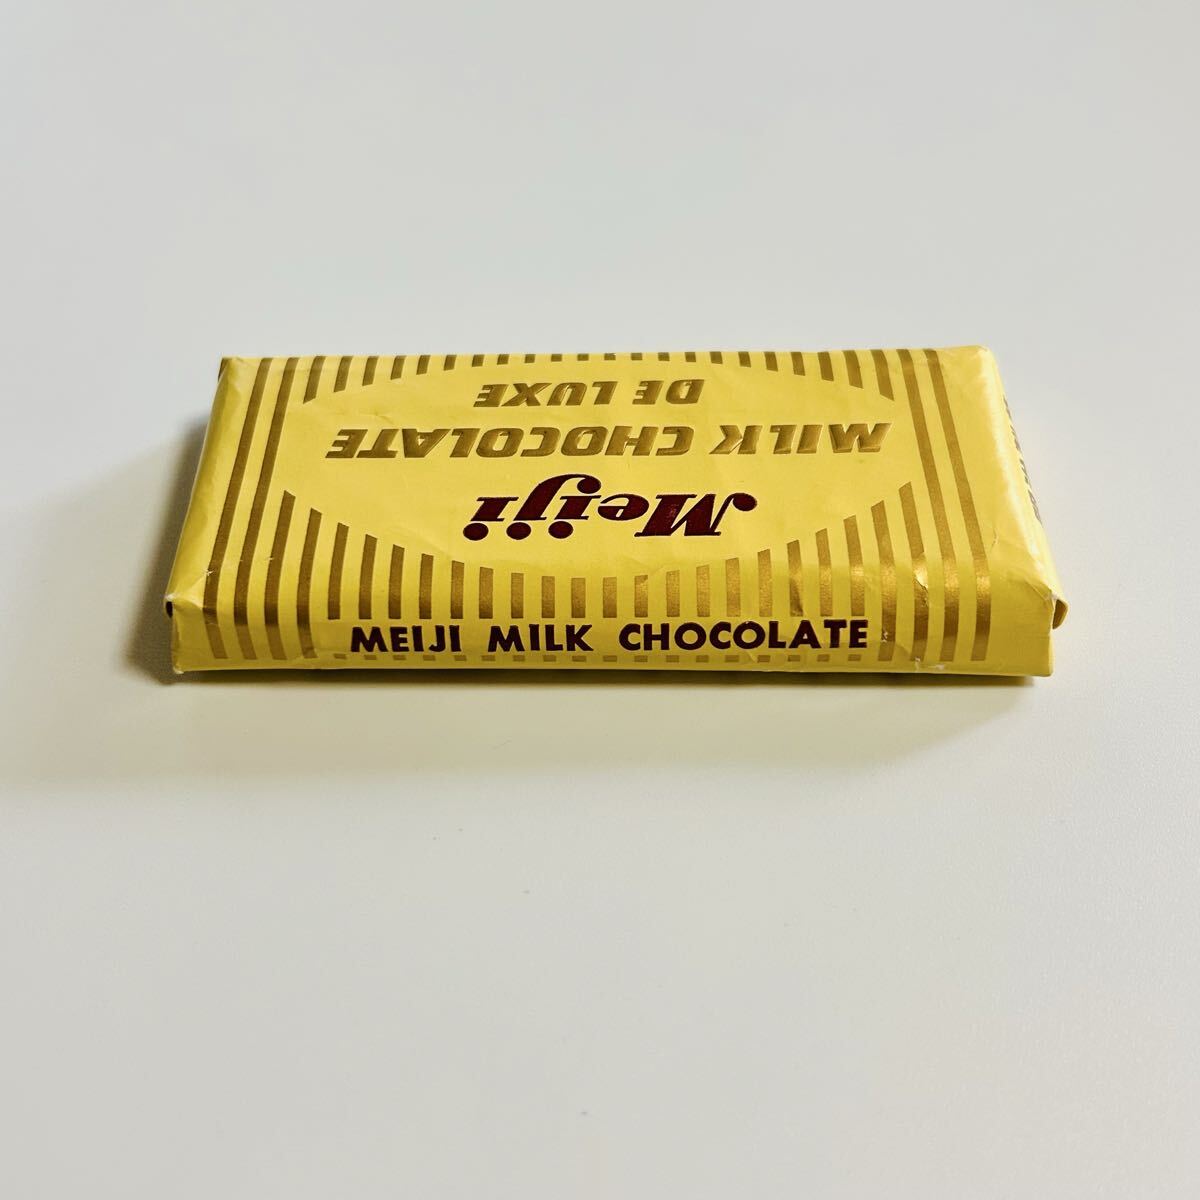 Meiji
MILK CHOCOLATE
DE LUXE
MEIJI MILK CHOCOLATE